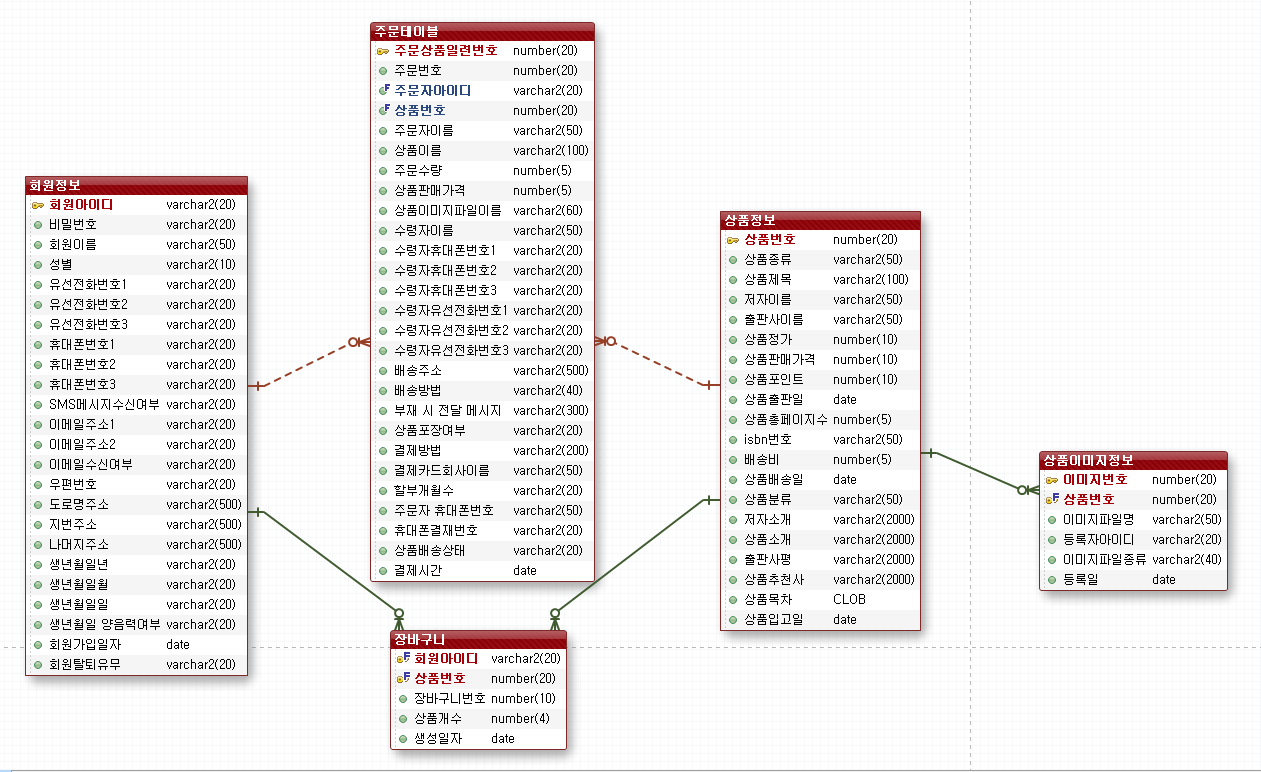 주문테이블
주문상품일련번호 number(20)
주문번호 number(20)
주문자아이디 varchar2(20)
상품번호 number(20)
주문자이름 varchar2(50)
상품이름 varchar2(100)
주문수량 number(5)
상품판매가격 number(5)
상품이미지파일이름 varchar2(60)
수령자이름 varchar2(50)
수령자휴대폰번호1 varchar2(20)
수령자휴대폰번호2 varchar2(20)
수령자휴대폰번호3 varchar2(20)
수령자유선전화번호1 varchar2(20)
수령자유선전화번호2 varchar2(20)
수령자유선전화번호3 varchar2(20)
배송주소 varchar2(500)
배송방법 varchar2(40)
부재 시 전달 메시지 varchar2(300)
상품포장여부 varchar2(20)
결제방법 varchar2(200)
결제카드회사이름 varchar2(50)
할부개월수 varchar2(20)
주문자 휴대폰번호 varchar2(50)
휴대폰결재번호 varchar2(20)
상품배송상태 varchar2(20)
결제시간 date
회원정보
회원아이디 varchar2(20)
비밀번호 varchar2(20)
회원이름 varchar2(50)
성별 varchar2(10)
유선전화번호1 varchar2(20)
유선전화번호2 varchar2(20)
유선전화번호3 varchar2(20)
휴대폰번호1 varchar2(20)
휴대폰번호2 varchar2(20)
휴대폰번호3 varchar2(20)
SMS메시지수신여부 varchar2(20)
이메일주소1 varchar2(20)
이메일주소2 varchar2(20)
이메일수신여부 varchar2(20)
우편번호 varchar2(20)
도로명주소 varchar2(500)
지번주소 varchar2(500)
나머지주소 varchar2(500)
생년월일년 varchar2(20)
생년월일월 varchar2(20)
생년월일일 varchar2(20)
생년월일 양음력여부 varchar2(20)
회원가입일자 date
회원탈퇴유무 varchar2(20)
상품정보
상품번호 number(20)
상품종류 varchar2(50)
상품제목 varchar2(100)
저자이름 varchar2(50)
출판사이름 varchar2(50)
상품정가 number(10)
상품판매가격 number(10)
상품포인트 number(10)
상품출판일 date
상품총페이지수 number(5)
isbn번호 varchar2(50)
배송비 number(5)
상품배송일 date
상품분류 varchar2(50)
저자소개 varchar2(2000)
상품소개 varchar2(2000)
출판사평 varchar2(2000)
상품추천사 varchar2(2000)
상품목차 CLOB
상품입고일 date
상품이미지정보
이미지번호 number(20)
상품번호 number(20)
이미지파일명 varchar2(50)
등록자아이디 varchar2(20)
이미지파일종류 varchar2(40)
등록일 date
장바구니
회원아이디 varchar2(20)
상품번호 number(20)
장바구니번호 number(10)
상품개수 number(4)
생성일자 date